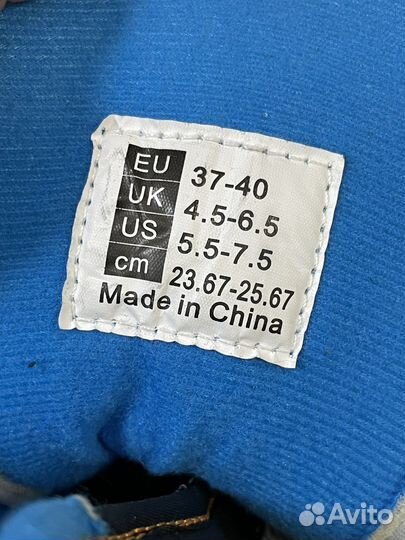 EU 37-40
UK 4.5-6.5
US 5.5-7.5
cm 23.67-25.67
Made in China
Avito